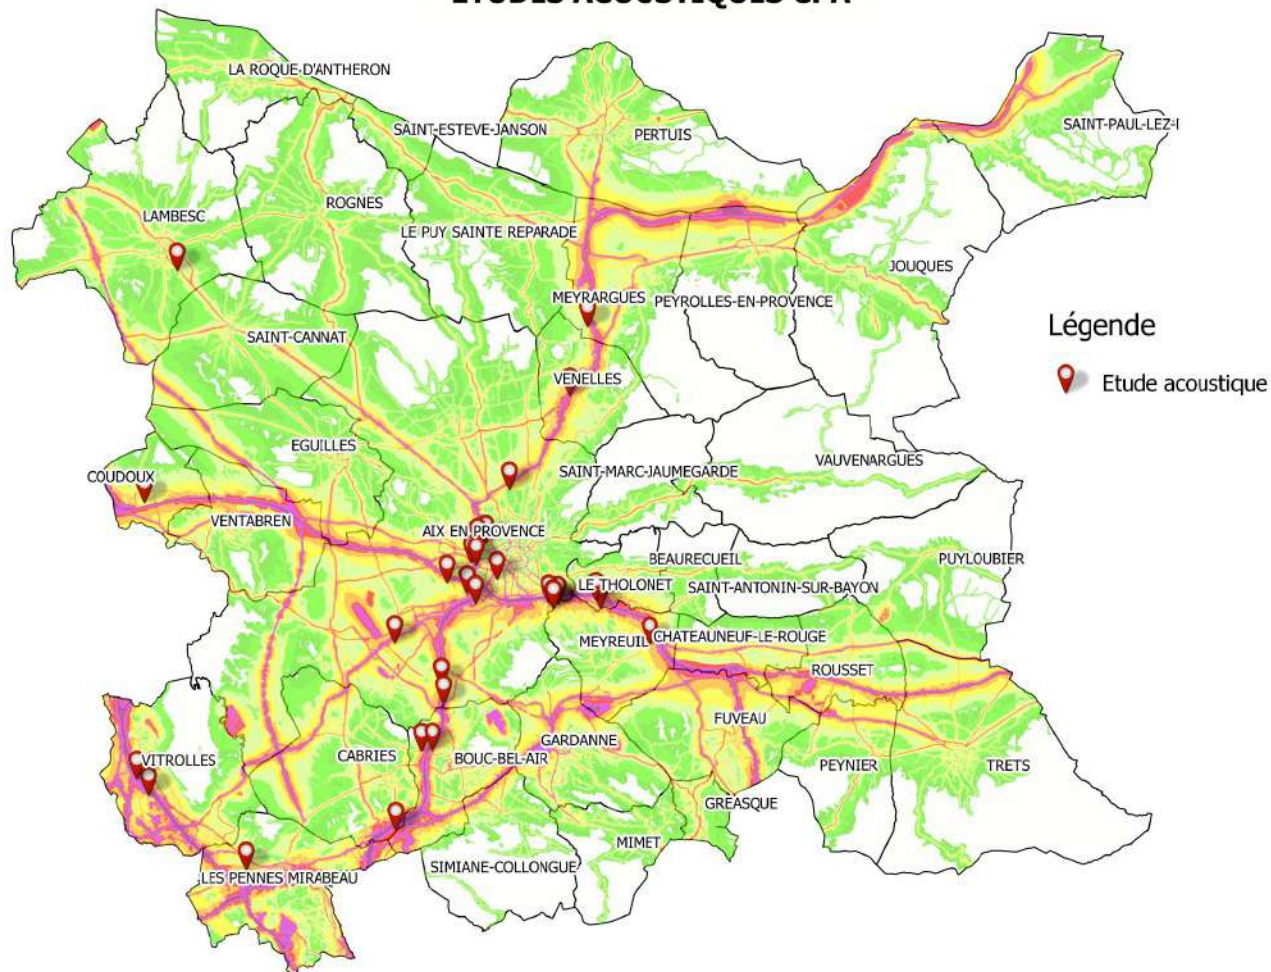 ETUDES ACOUSTIQUES CPA
LA ROQUE-D'ANTHERON
SAINT-ESTEVE-JANSON
PERTUIS
SAINT-PAUL-LEZ-
LAMBESC
ROGNES
LE PUY SAINTE REPARADE
JOUQUES
MEYRARGUES
PEYROLLES-EN-PROVENCE
Légende
SAINT-CANNAT
VENELLES
Etude acoustique
EGUILLES
SAINT-MARC-JAUMEGARDE
VAUVENARGUES
COUDOUX
VENTABREN
AIX EN PROVENCE
BEAURECUEIL
PUYLOUBIER
LE THOLONET
SAINT-ANTONIN-SUR-BAYON
MEYREUIL
CHATEAUNEUF-LE-ROUGE
ROUSSET
FUVEAU
VITROLLES
CABRIES
BOUC-BEL-AIR
GARDANNE
PEYNIER
TRETS
GREASQUE
MIMET
SIMIANE-COLLONGUE
LES PENNES MIRABEAU